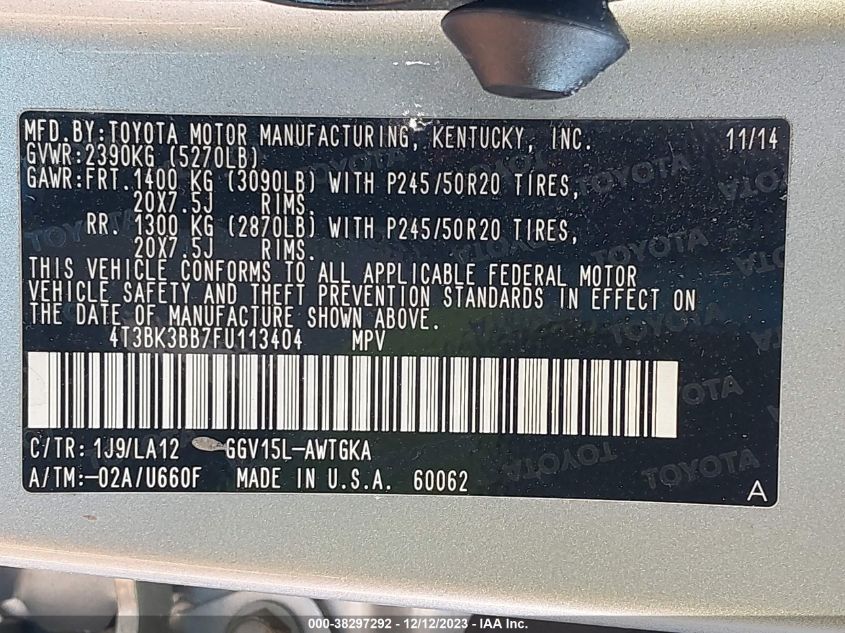 MFD.BY:TOYOTA MOTOR MANUFACTURING, KENTUCKY, INC. 11/14
GVWR:2390KG (5270LB)
GAWR:FRT.1400 KG (3090LB) WITH P245/50R20 TIRES,
20X7.5J RIMS.
RR. 1300 KG (2870LB) WITH P245/50R20 TIRES,
20X7.5J RIMS.
THIS VEHICLE CONFORMS TO ALL APPLICABLE FEDERAL MOTOR
VEHICLE SAFETY AND THEFT PREVENTION STANDARDS IN EFFECT ON
THE DATE OF MANUFACTURE SHOWN ABOVE.
4T3BK3BB7FU113404 MPV
C/TR:1J9/LA12 GGV15L-AWTGKA
A/TM:-02A/U660F MADE IN U.S.A. 60062
A
000-38297292 - 12/12/2023 - IAA Inc.